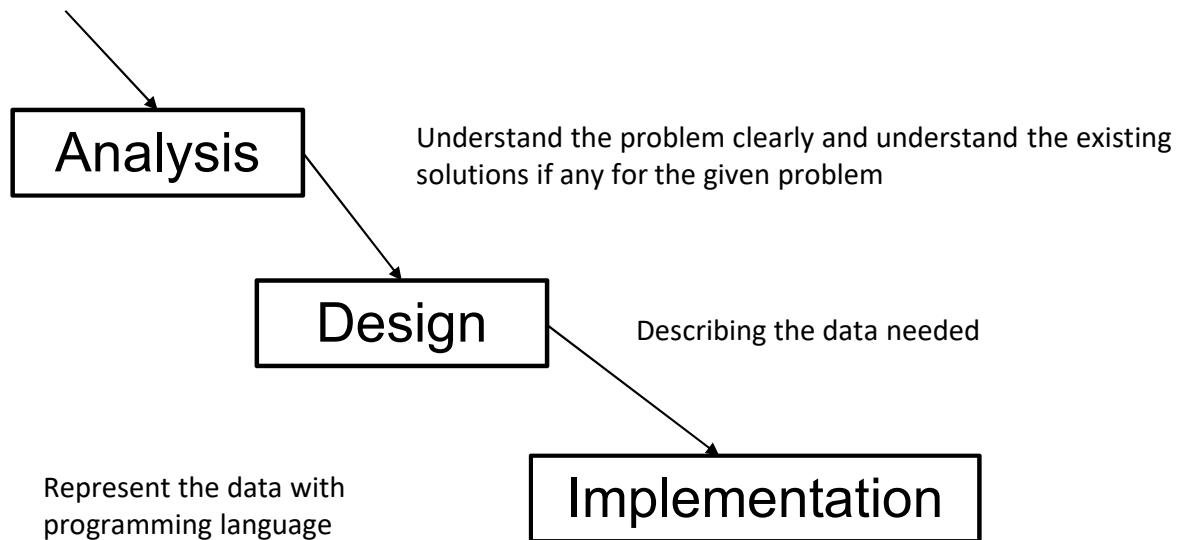 Analysis
Understand the problem clearly and understand the existing
solutions if any for the given problem
Design
Describing the data needed
Represent the data with
programming language
Implementation